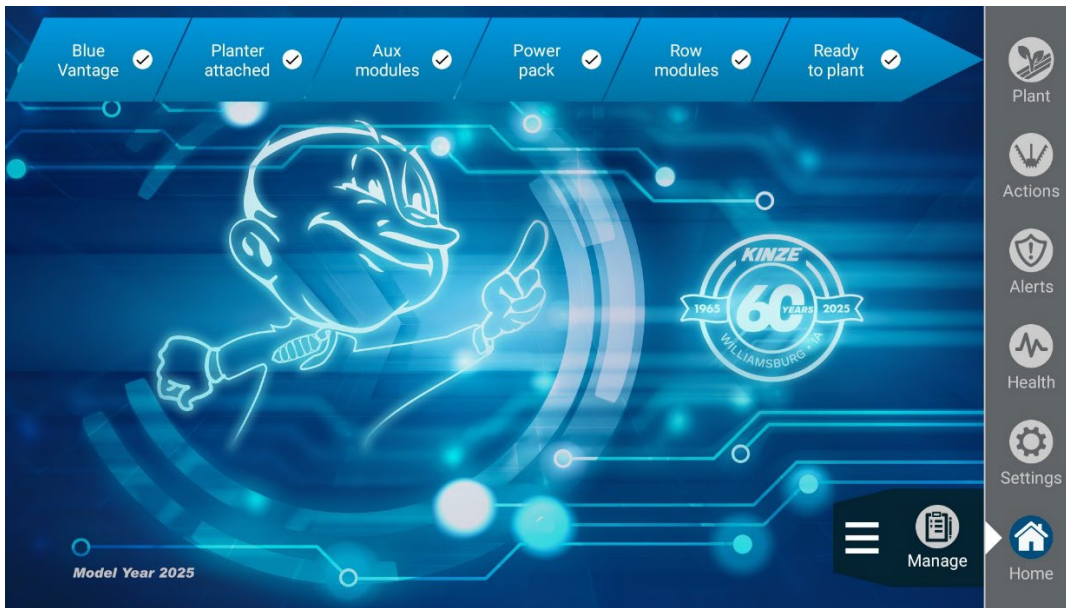 Blue
Vantage
Planter
attached
Aux
modules
Power
pack
Row
modules
Ready
to plant
Plant
Actions
Alerts
Health
Settings
Home
KINZE
60
YEARS
1965
2025
WILLIAMSBURG • IA
Manage
Model Year 2025